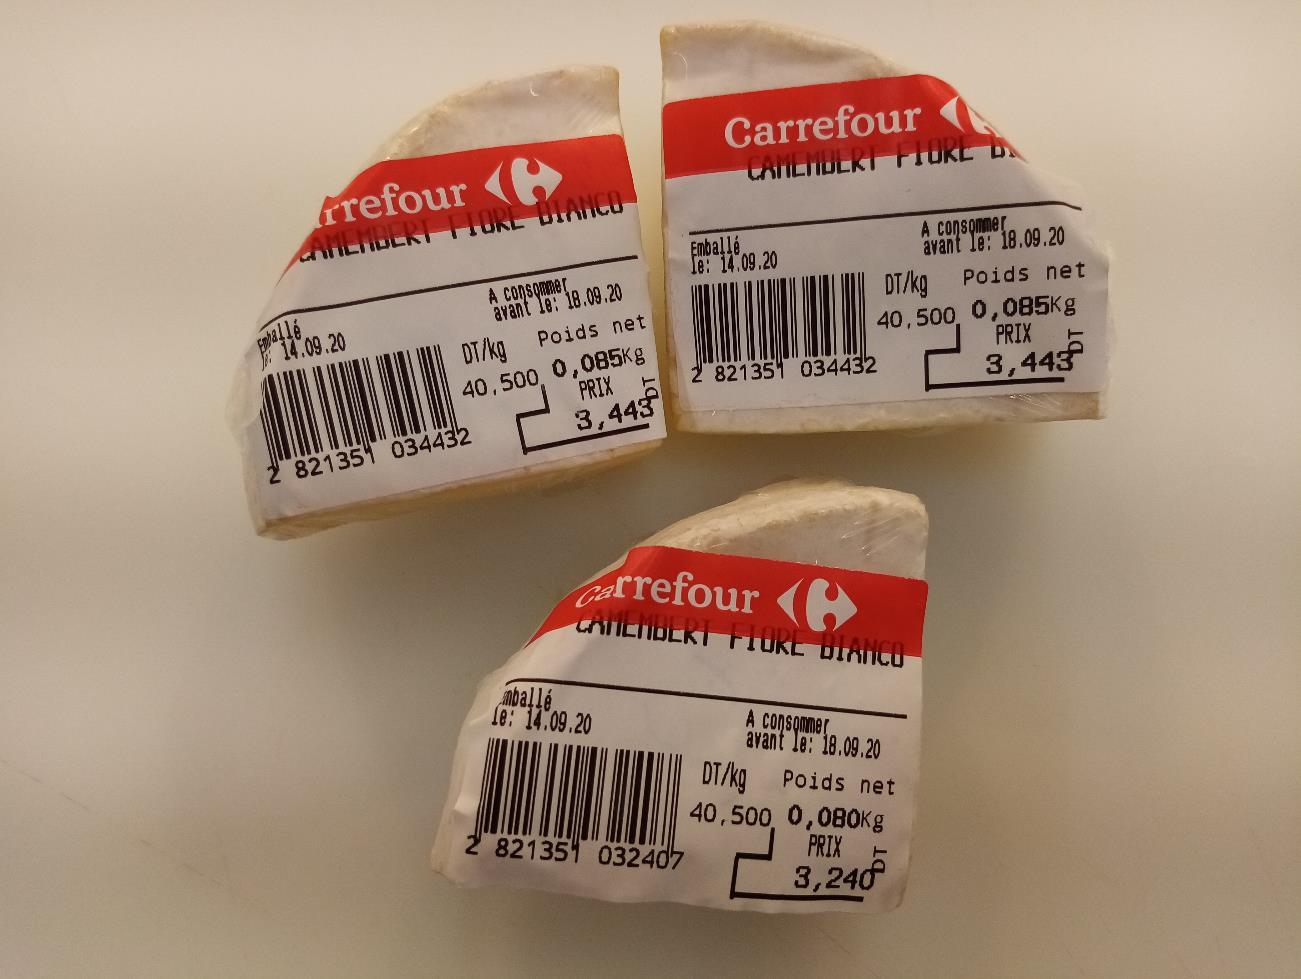 rrefour
CAMEMBERT FIORE BIANCO
Emballé
le: 14.09.20
A consommer
avant le: 18.09.20
DT/kg
Poids net
40,500
0,085Kg
PRIX
3,443 DT
2 821351 034432
Carrefour
CAMEMBERT FIORE BI
Emballé
le: 14.09.20
A consommer
avant le: 18.09.20
DT/kg
Poids net
40,500
0,085Kg
PRIX
3,443 DT
2 821351 034432
Carrefour
CAMEMBERT FIORE BIANCO
Emballé
le: 14.09.20
A consommer
avant le: 18.09.20
DT/kg
Poids net
40,500
0,080Kg
PRIX
3,240 DT
2 821351 032407